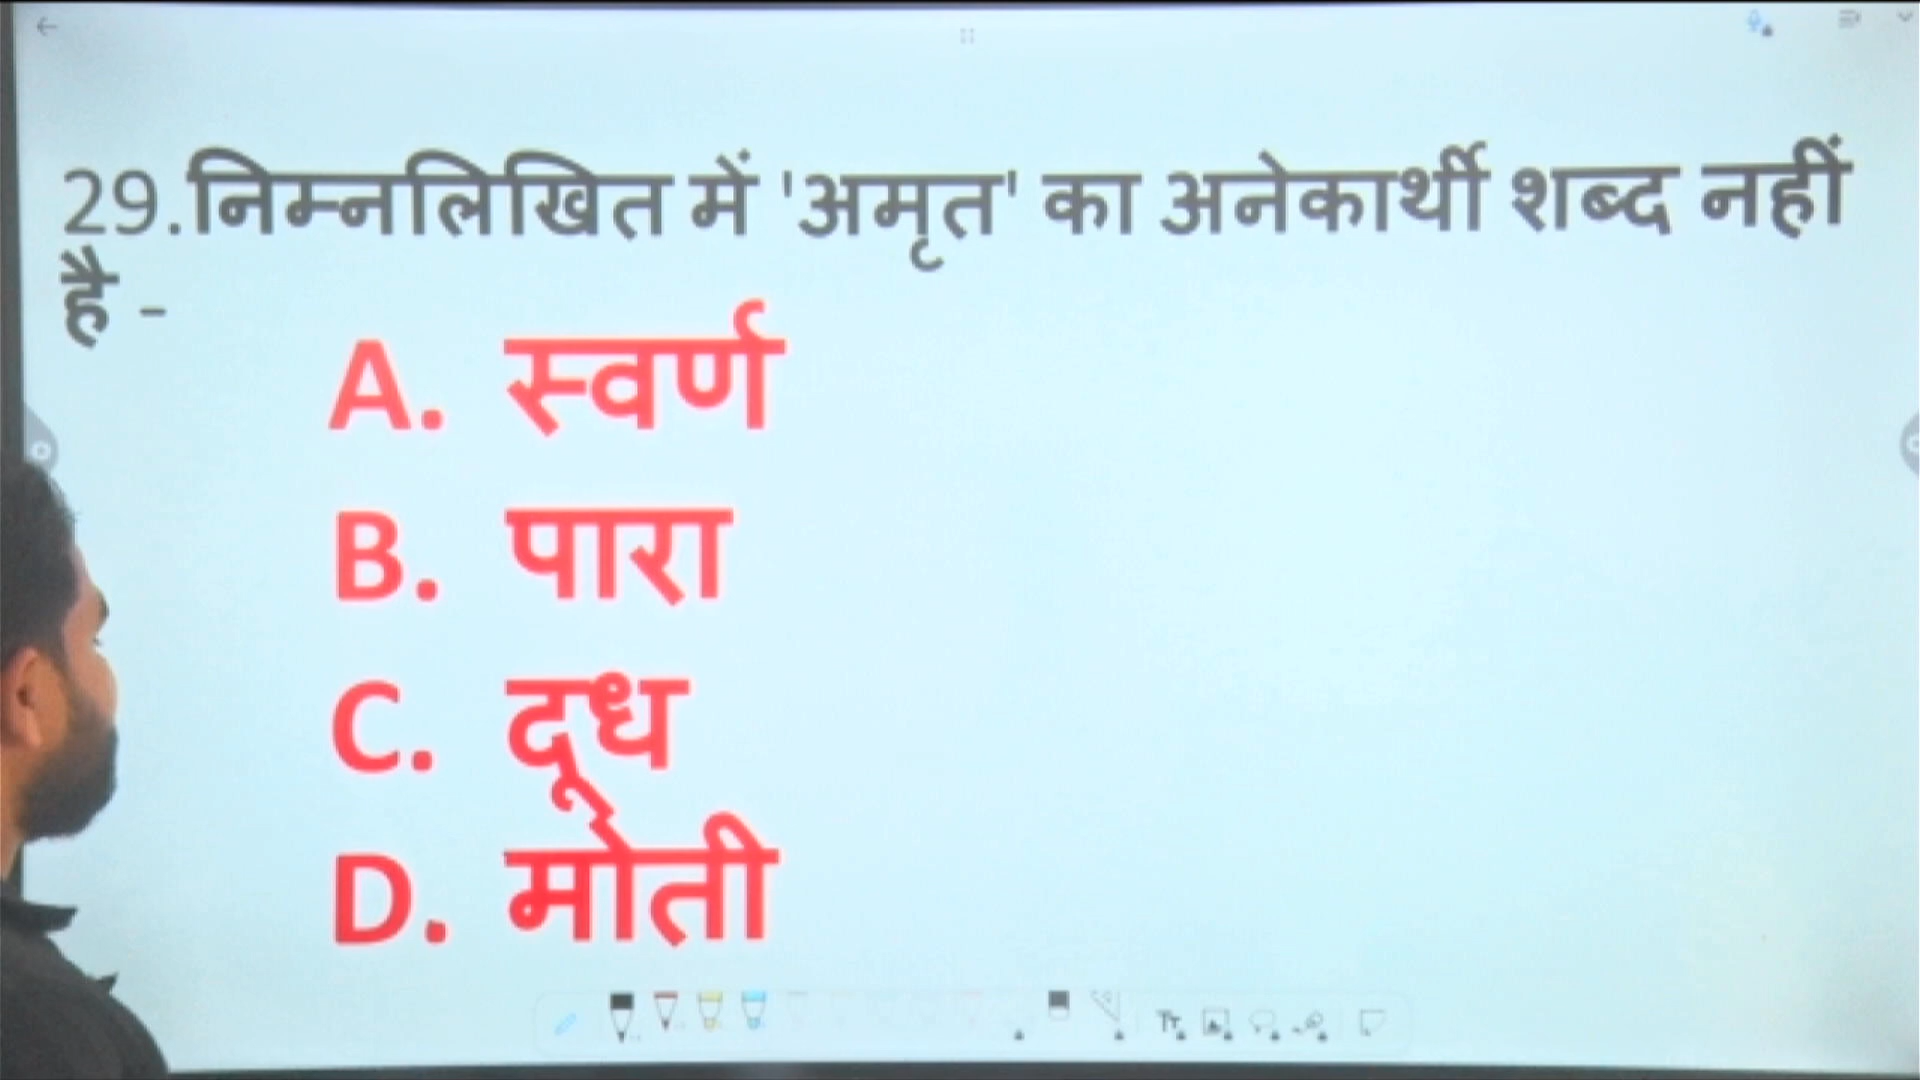 29.निम्नलिखित में 'अमृत' का अनेकार्थी शब्द नहीं
है -
A. स्वर्ण
B. पारा
C. दूध
D. मोती